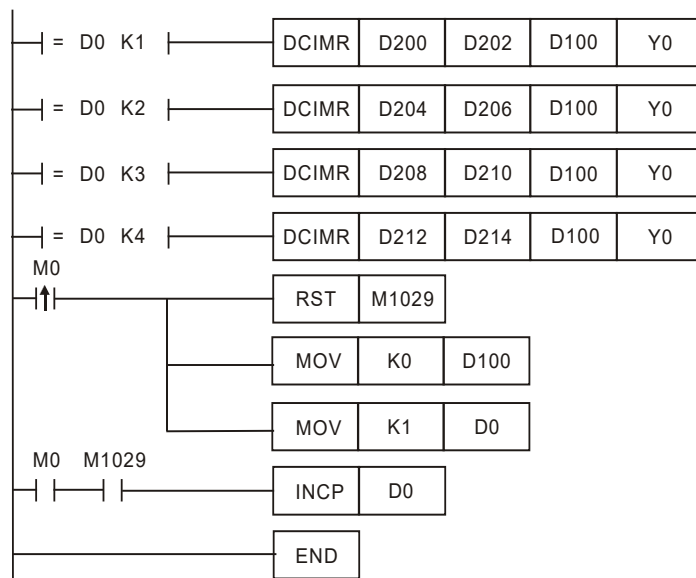 = D0 K1 DCIMR D200 D202 D100 Y0
= D0 K2 DCIMR D204 D206 D100 Y0
= D0 K3 DCIMR D208 D210 D100 Y0
= D0 K4 DCIMR D212 D214 D100 Y0
M0
RST M1029
MOV K0 D100
MOV K1 D0
M0 M1029
INCP D0
END